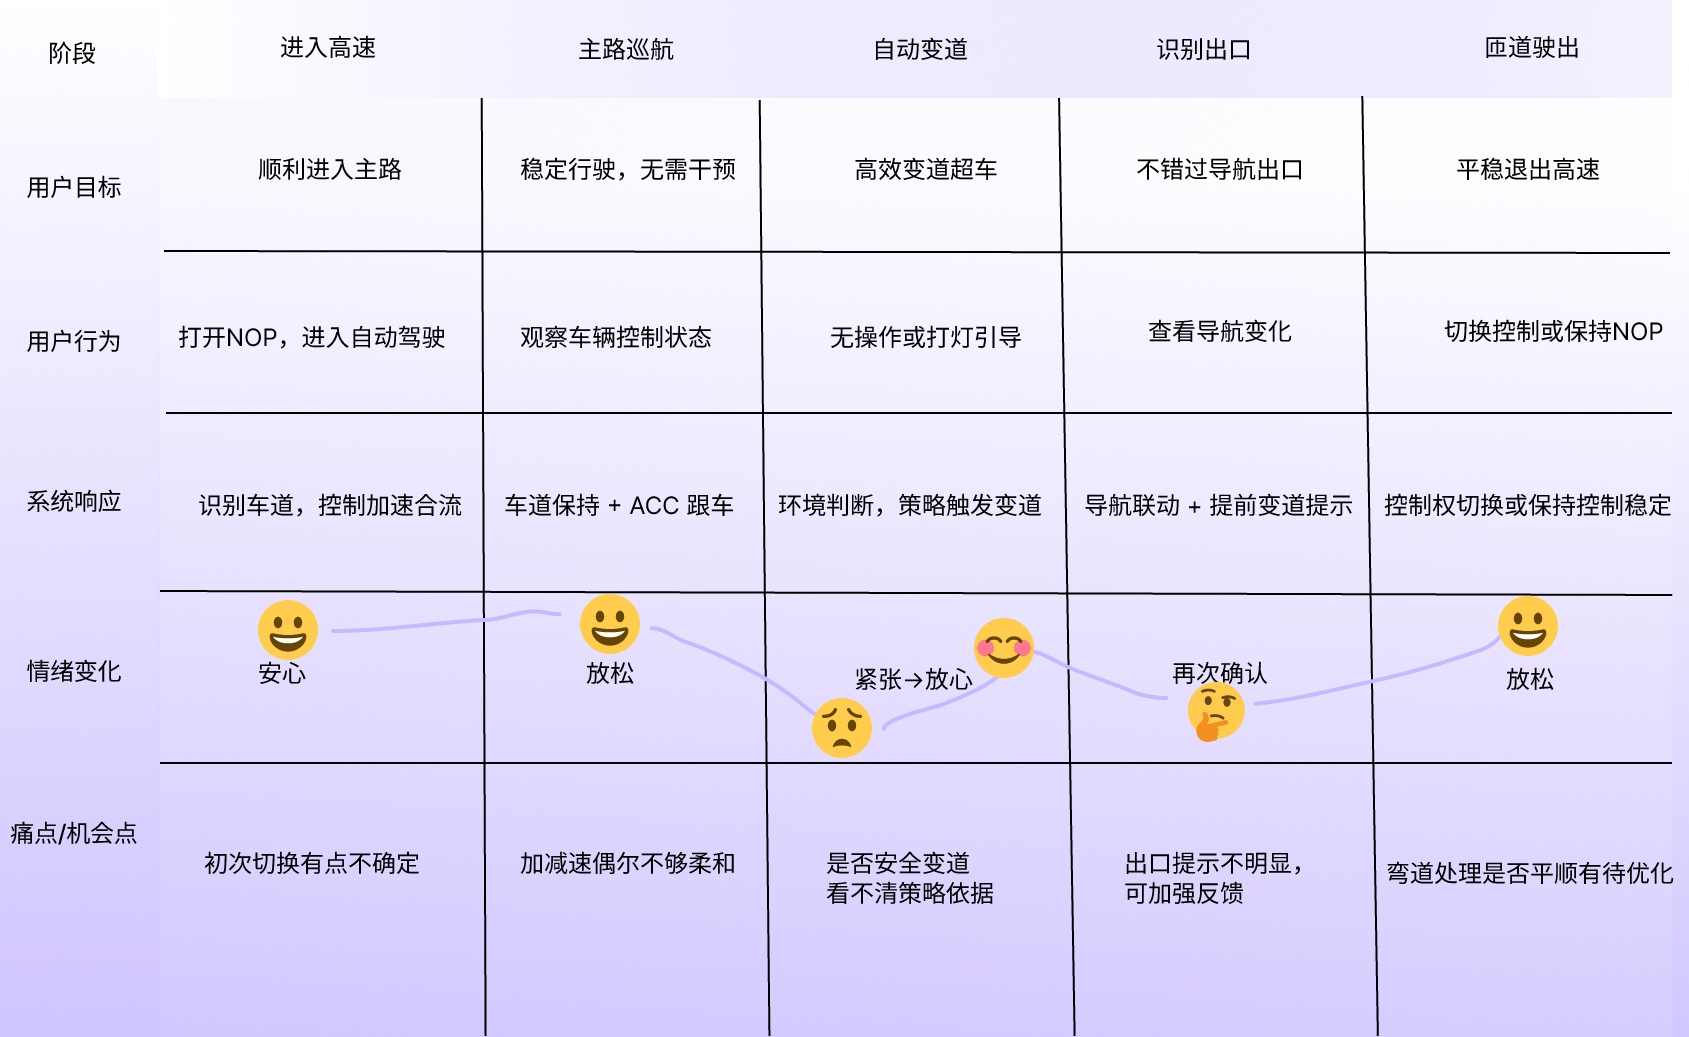 阶段
进入高速
主路巡航
自动变道
识别出口
匝道驶出
用户目标
顺利进入主路
稳定行驶，无需干预
高效变道超车
不错过导航出口
平稳退出高速
用户行为
打开NOP，进入自动驾驶
观察车辆控制状态
无操作或打灯引导
查看导航变化
切换控制或保持NOP
系统响应
识别车道，控制加速合流
车道保持 + ACC 跟车
环境判断，策略触发变道
导航联动 + 提前变道提示
控制权切换或保持控制稳定
情绪变化
安心
放松
紧张→放心
再次确认
放松
痛点/机会点
初次切换有点不确定
加减速偶尔不够柔和
是否安全变道
看不清策略依据
出口提示不明显，
可加强反馈
弯道处理是否平顺有待优化